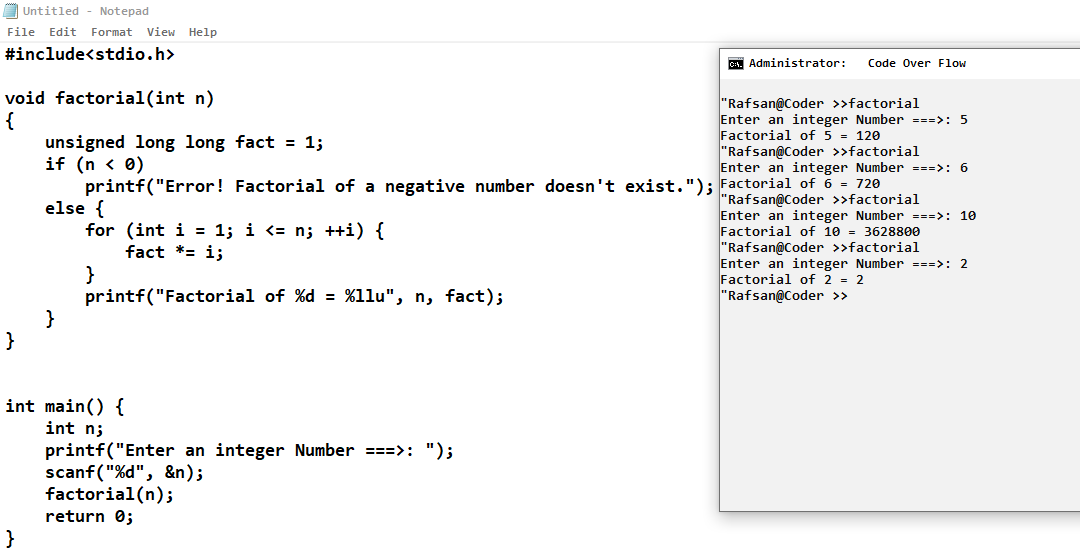 Untitled - Notepad
File Edit Format View Help
#include<stdio.h>
void factorial(int n)
{
    unsigned long long fact = 1;
    if (n < 0)
        printf("Error! Factorial of a negative number doesn't exist.");
    else {
        for (int i = 1; i <= n; ++i) {
            fact *= i;
        }
        printf("Factorial of %d = %llu", n, fact);
    }
}
int main() {
    int n;
    printf("Enter an integer Number ===>: ");
    scanf("%d", &n);
    factorial(n);
    return 0;
}
C:\. Administrator:   Code Over Flow
"Rafsan@Coder >>factorial
Enter an integer Number ===>: 5
Factorial of 5 = 120
"Rafsan@Coder >>factorial
Enter an integer Number ===>: 6
Factorial of 6 = 720
"Rafsan@Coder >>factorial
Enter an integer Number ===>: 10
Factorial of 10 = 3628800
"Rafsan@Coder >>factorial
Enter an integer Number ===>: 2
Factorial of 2 = 2
"Rafsan@Coder >>